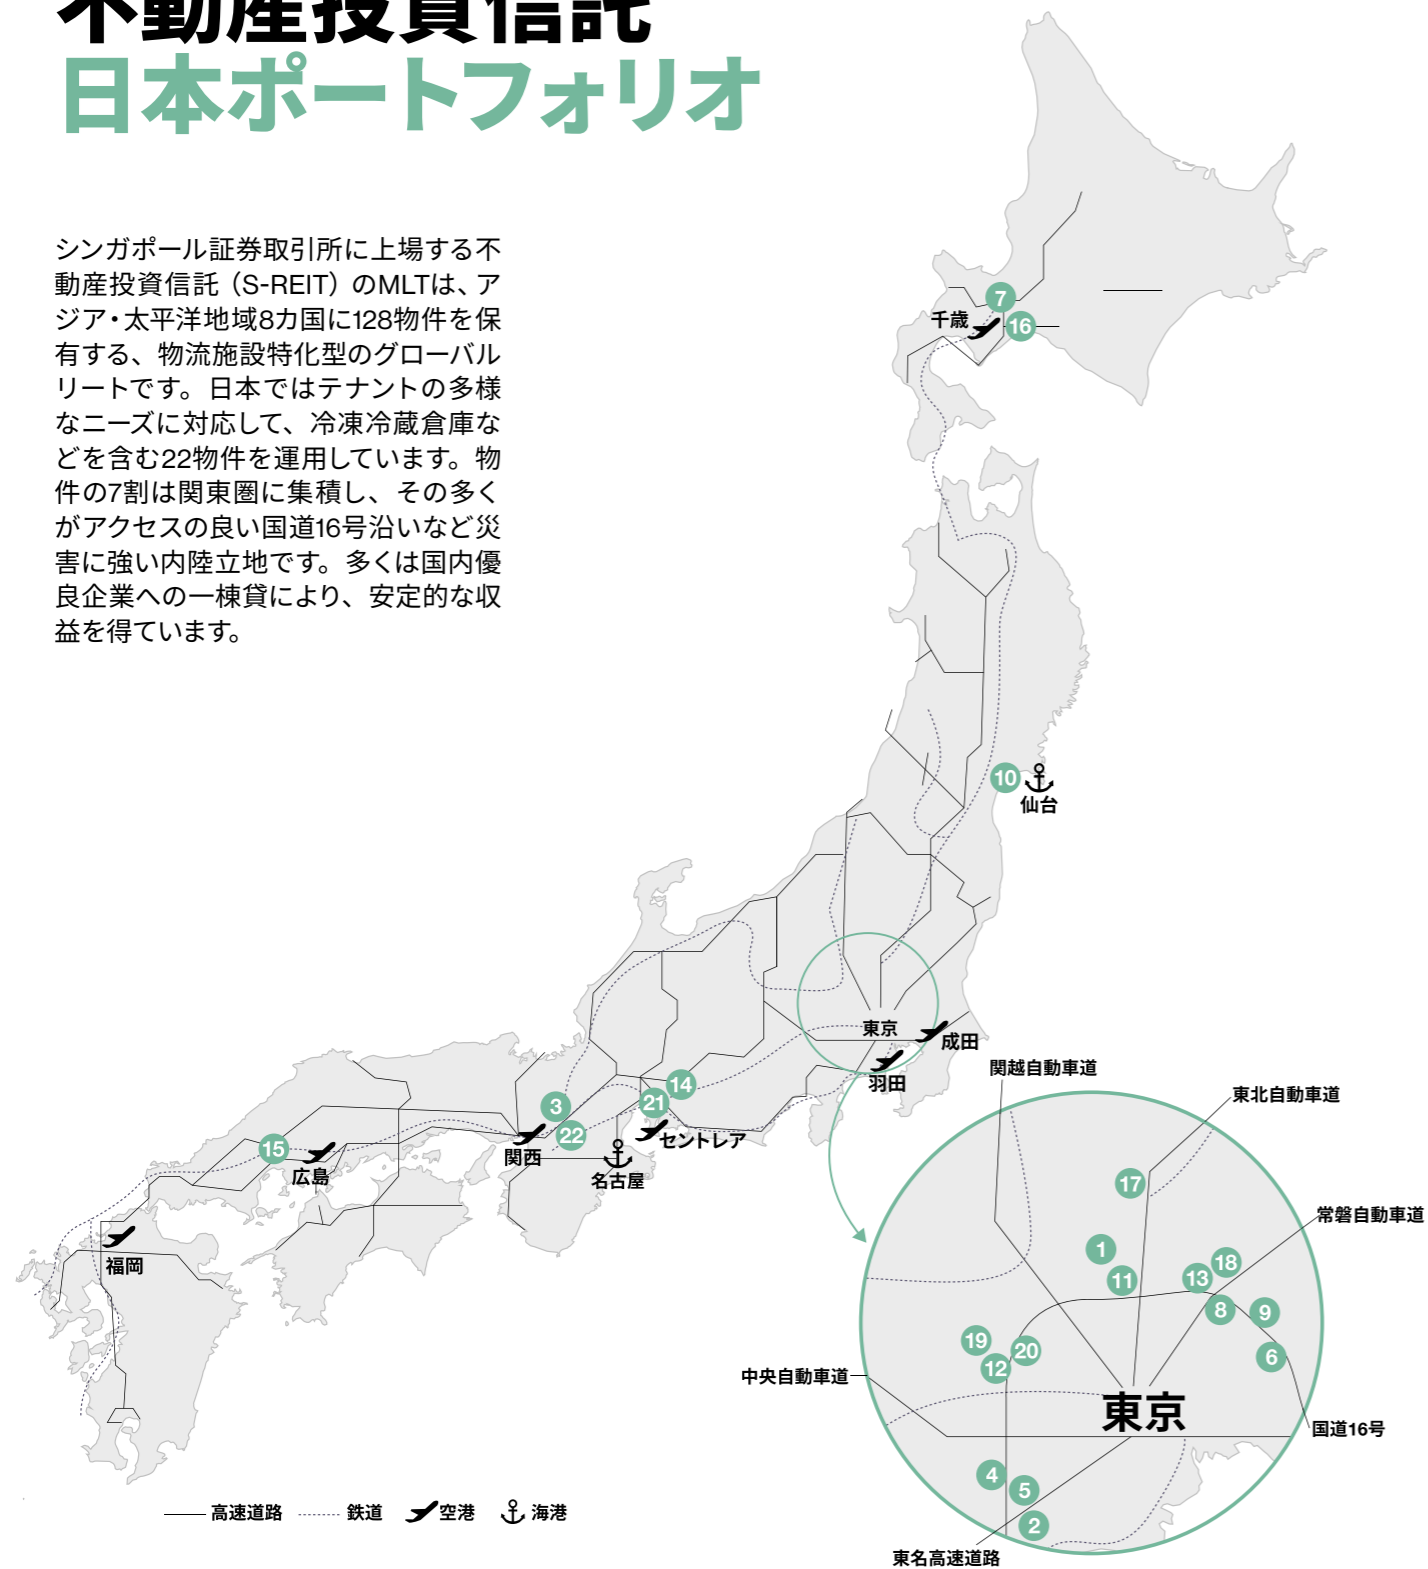 不動産投資信託
日本ポートフォリオ
シンガポール証券取引所に上場する不
動産投資信託（S-REIT）のMLTは、ア
ジア・太平洋地域8カ国に128物件を保
有する、物流施設特化型のグローバル
リートです。日本ではテナントの多様
なニーズに対応して、冷凍冷蔵倉庫な
どを含む22物件を運用しています。物
件の7割は関東圏に集積し、その多く
がアクセスの良い国道16号沿いなど災
害に強い内陸立地です。多くは国内優
良企業への一棟貸により、安定的な収
益を得ています。
7
千歳
16
10
仙台
東京
成田
羽田
14
3
21
22
セントレア
15
関西
広島
名古屋
福岡
関越自動車道
東北自動車道
17
常磐自動車道
1
18
11
13
8
9
19
20
6
12
中央自動車道
東京
国道16号
4
5
2
東名高速道路
高速道路
鉄道
空港
海港